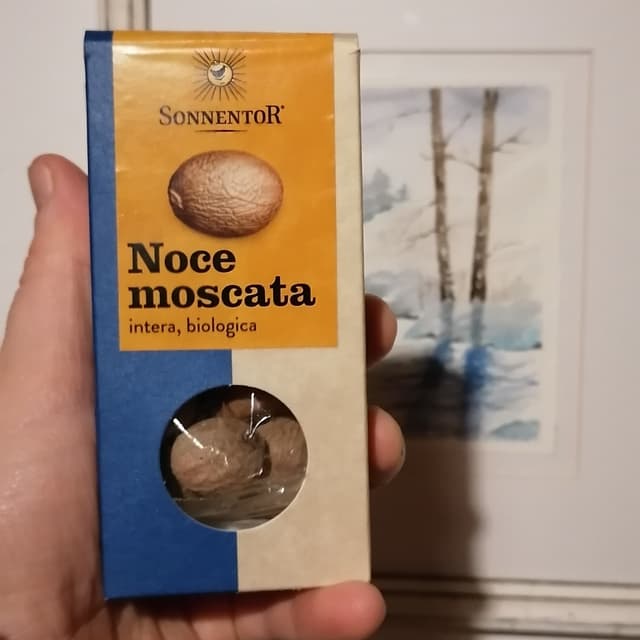 SONNENTOR®
Noce
moscata
intera, biologica